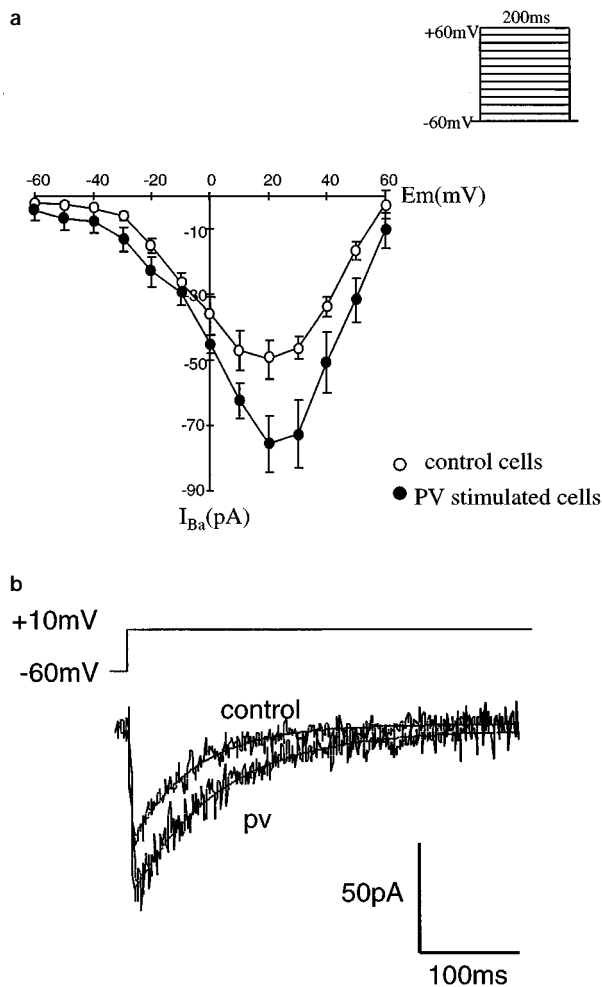 a
200ms
+60mV
-60mV
-60 -40 -20 0 20 40 60 Em(mV)
-10
-30
-50
-70
-90
I_Ba(pA)
control cells
PV stimulated cells
b
+10mV
-60mV
control
pv
50pA
100ms